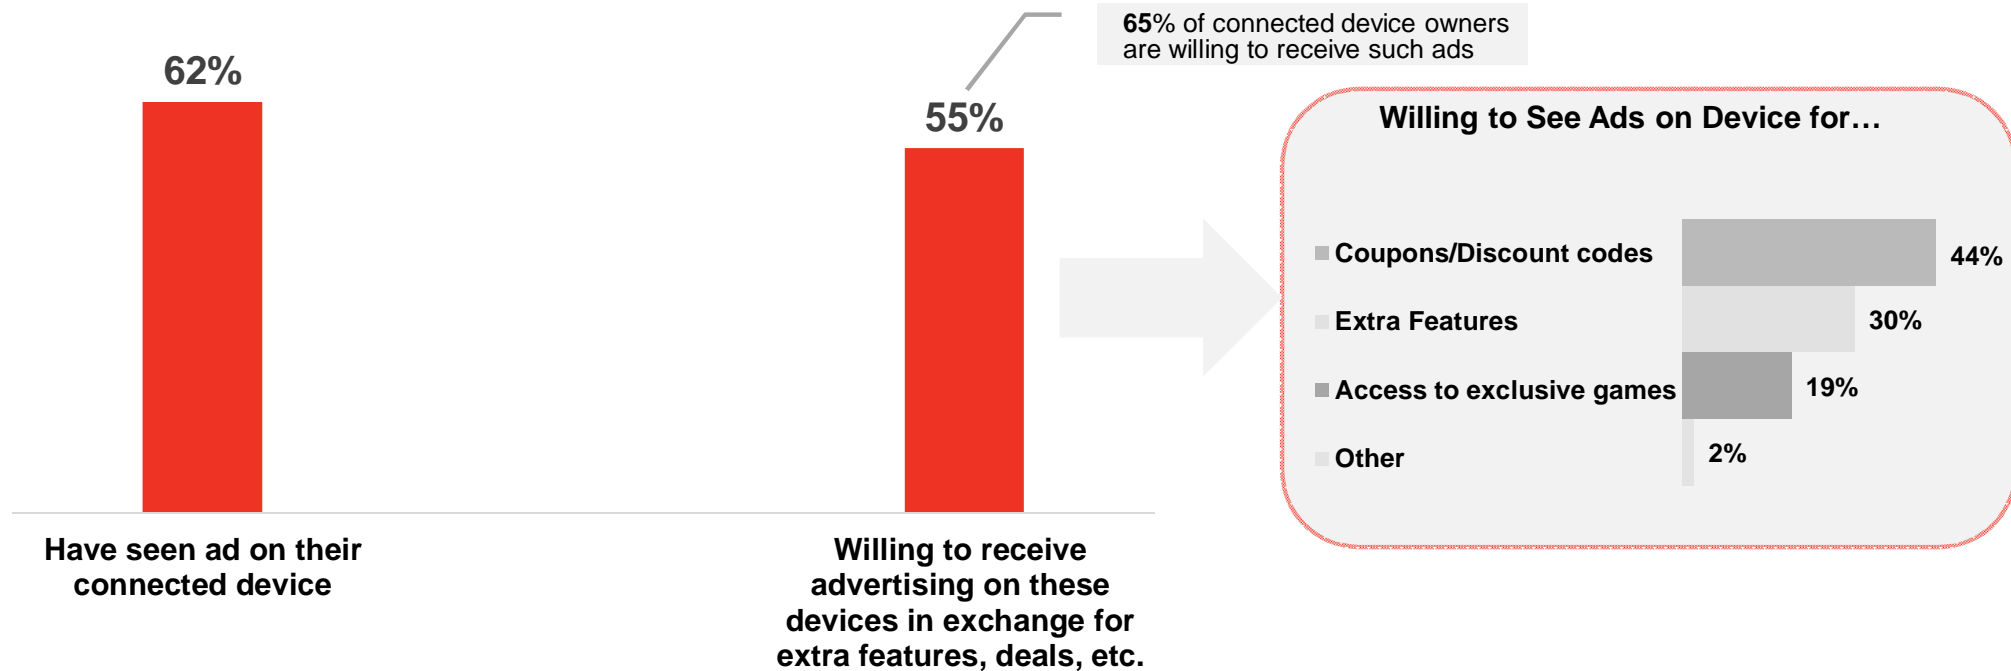 62%
Have seen ad on their
connected device
55%
Willing to receive
advertising on these
devices in exchange for
extra features, deals, etc.
65% of connected device owners
are willing to receive such ads
Willing to See Ads on Device for…
Coupons/Discount codes
44%
Extra Features
30%
Access to exclusive games
19%
Other
2%